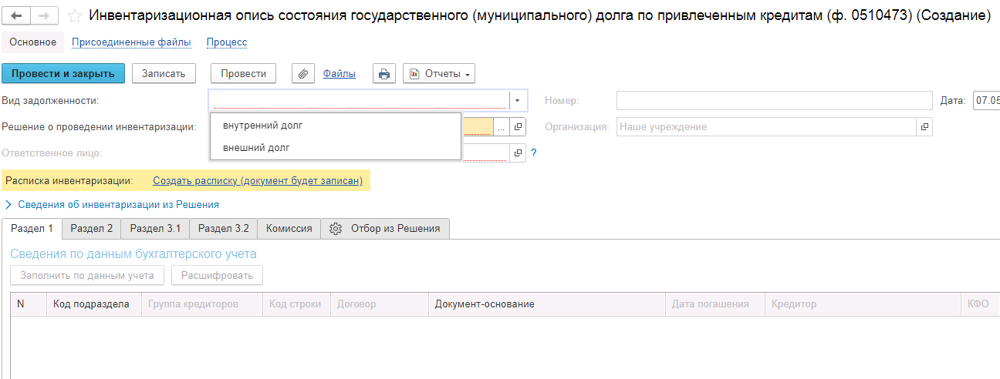 Инвентаризационная опись состояния государственного (муниципального) долга по привлеченным кредитам (ф. 0510473) (Создание)
Основное Присоединенные файлы Процесс
Провести и закрыть Записать Провести Файлы Отчеты
Вид задолженности: Номер: Дата: 07.05
внутренний долг
Решение о проведении инвентаризации: ... Организация: Наше учреждение
внешний долг
Ответственное лицо: ?
Расписка инвентаризации: Создать расписку (документ будет записан)
Сведения об инвентаризации из Решения
Раздел 1 Раздел 2 Раздел 3.1 Раздел 3.2 Комиссия Отбор из Решения
Сведения по данным бухгалтерского учета
Заполнить по данным учета Расшифровать
N Код подраздела Группа кредиторов Код строки Договор Документ-основание Дата погашения Кредитор КФО